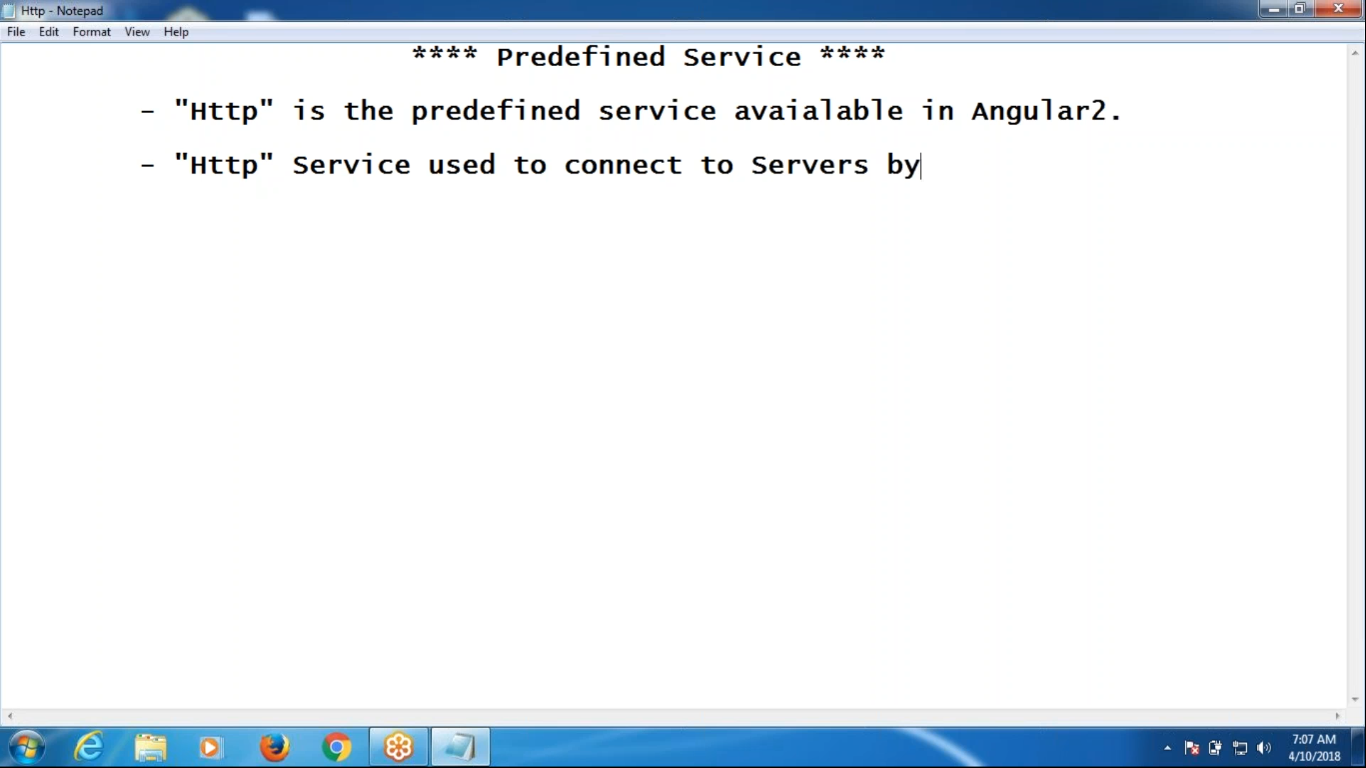 Http - Notepad
File Edit Format View Help
**** Predefined Service ****
- "Http" is the predefined service avaialable in Angular2.
- "Http" Service used to connect to Servers by
7:07 AM
4/10/2018